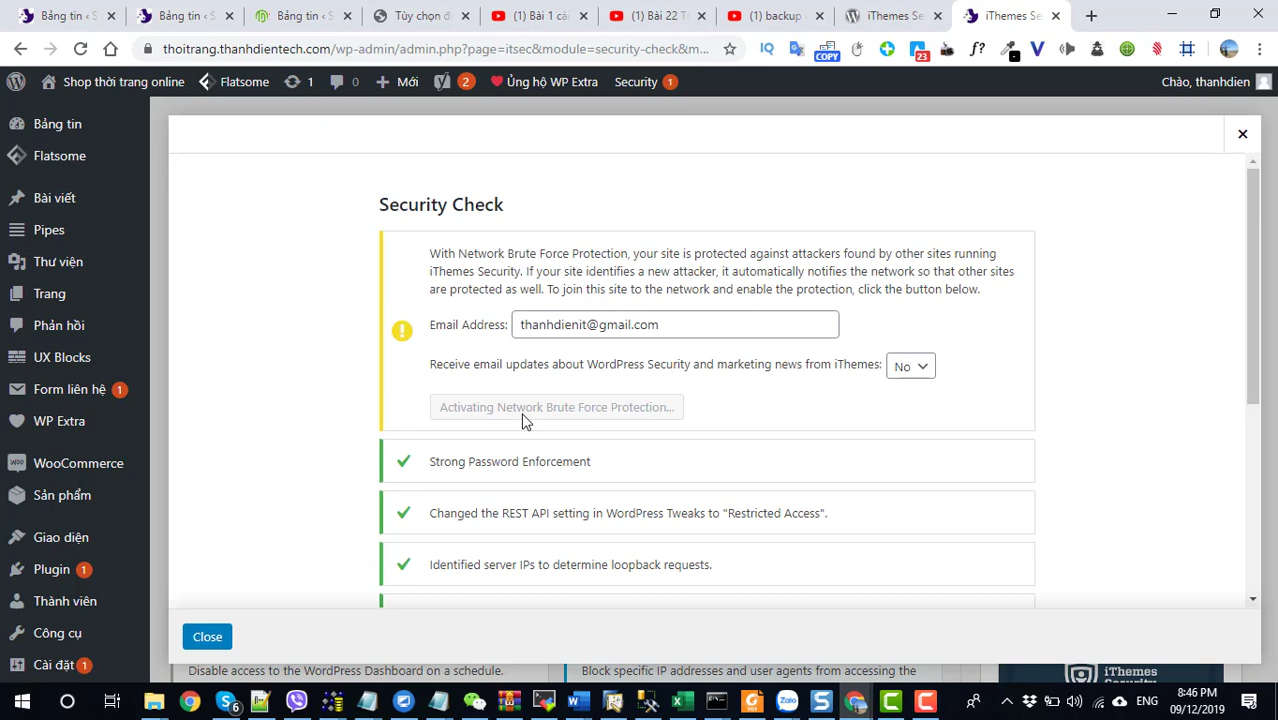 Bảng tin ‹ S
Bảng tin ‹ S
Bảng tin ‹ S
Tùy chọn đi
(1) Bài 1 cài
(1) Bài 22 T
(1) backup
iThemes Se
iThemes Sec
thoitrang.thanhdientech.com/wp-admin/admin.php?page=itsec&module=security-check&m...
IQ
COPY
23
f?
Shop thời trang online
Flatsome
1
0
Mới
2
Ủng hộ WP Extra
Security 1
Chào, thanhdien
Bảng tin
Flatsome
Bài viết
Pipes
Thư viện
Trang
Phản hồi
UX Blocks
Form liên hệ 1
WP Extra
WooCommerce
Sản phẩm
Giao diện
Plugin 1
Thành viên
Công cụ
Cài đặt 1
Security Check
With Network Brute Force Protection, your site is protected against attackers found by other sites running
iThemes Security. If your site identifies a new attacker, it automatically notifies the network so that other sites
are protected as well. To join this site to the network and enable the protection, click the button below.
Email Address: thanhdienit@gmail.com
Receive email updates about WordPress Security and marketing news from iThemes: No
Activating Network Brute Force Protection...
Strong Password Enforcement
Changed the REST API setting in WordPress Tweaks to "Restricted Access".
Identified server IPs to determine loopback requests.
Close
Disable access to the WordPress Dashboard on a schedule.
Block specific IP addresses and user agents from accessing the
iThemes
Security
6
Zalo
ENG
8:46 PM
09/12/2019